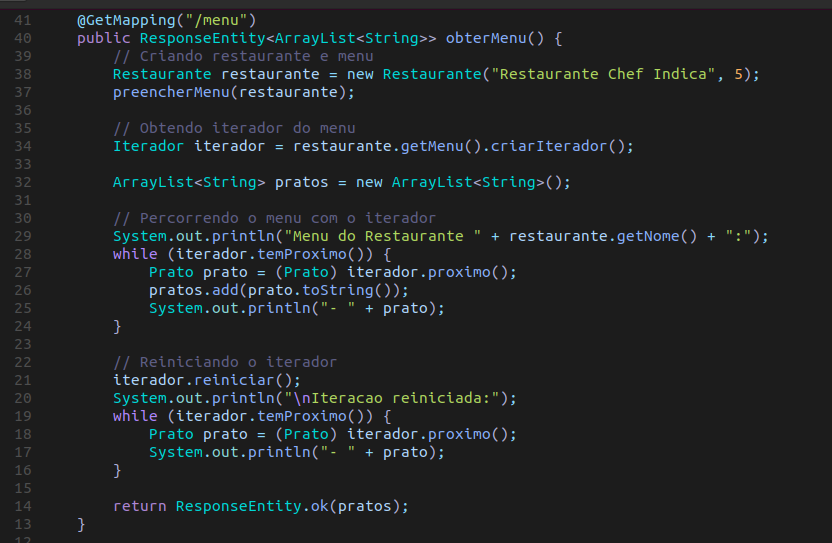 41 @GetMapping("/menu")
40 public ResponseEntity<ArrayList<String>> obterMenu() {
39 // Criando restaurante e menu
38 Restaurante restaurante = new Restaurante("Restaurante Chef Indica", 5);
37 preencherMenu(restaurante);
36
35 // Obtendo iterador do menu
34 Iterador iterador = restaurante.getMenu().criarIterador();
33
32 ArrayList<String> pratos = new ArrayList<String>();
31
30 // Percorrendo o menu com o iterador
29 System.out.println("Menu do Restaurante " + restaurante.getNome() + ":");
28 while (iterador.temProximo()) {
27 Prato prato = (Prato) iterador.proximo();
26 pratos.add(prato.toString());
25 System.out.println("- " + prato);
24 }
23
22 // Reiniciando o iterador
21 iterador.reiniciar();
20 System.out.println("\nIteracao reiniciada:");
19 while (iterador.temProximo()) {
18 Prato prato = (Prato) iterador.proximo();
17 System.out.println("- " + prato);
16 }
15
14 return ResponseEntity.ok(pratos);
13 }
12